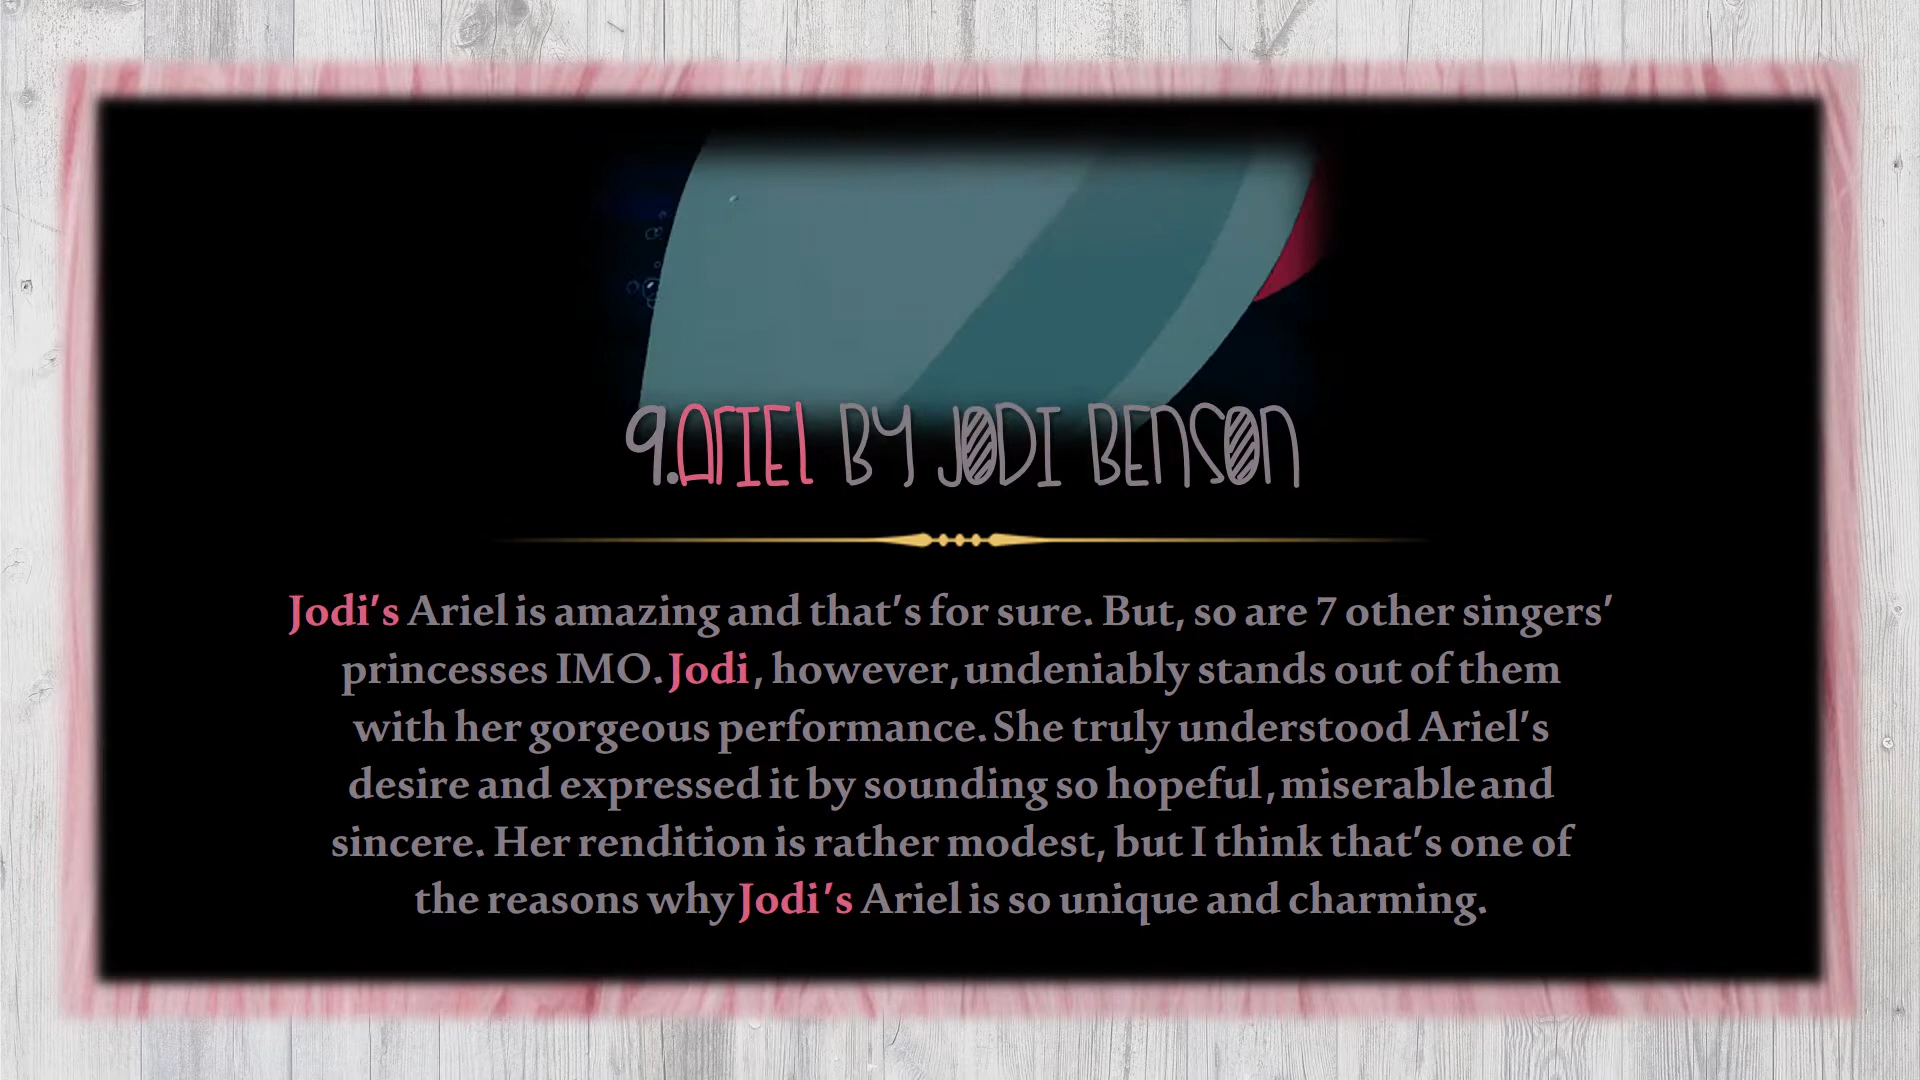 9.ARIEL BY JODI BENSON
Jodi's Ariel is amazing and that's for sure. But, so are 7 other singers'
princesses IMO. Jodi, however, undeniably stands out of them
with her gorgeous performance. She truly understood Ariel's
desire and expressed it by sounding so hopeful, miserable and
sincere. Her rendition is rather modest, but I think that's one of
the reasons why Jodi's Ariel is so unique and charming.